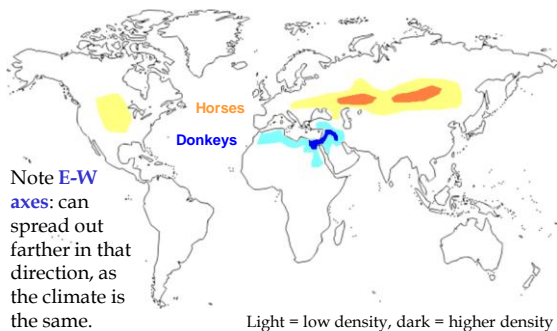 Horses
Donkeys
Note E-W
axes: can
spread out
farther in that
direction, as
the climate is
the same.
Light = low density, dark = higher density